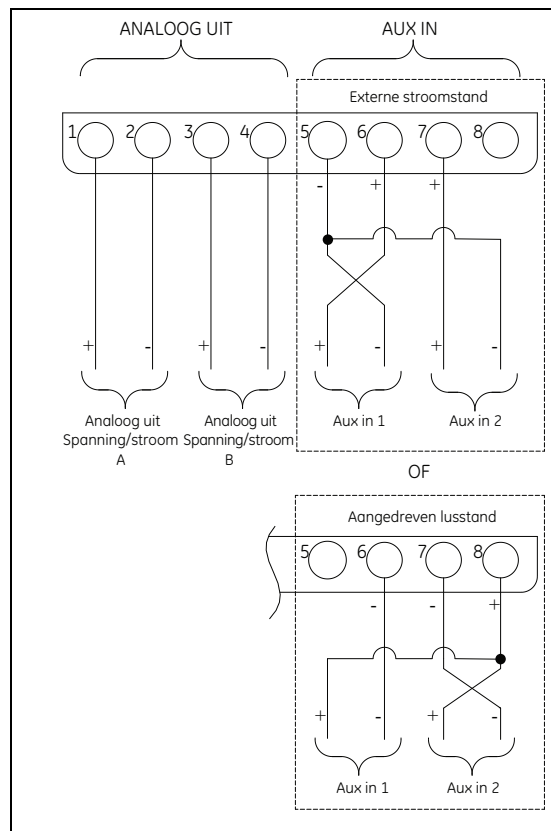 ANALOOG UIT
AUX IN
Externe stroomstand
1 2 3 4 5 6 7 8
- + +
+ - + - + - + -
Analoog uit
Spanning/stroom
A
Analoog uit
Spanning/stroom
B
Aux in 1
Aux in 2
OF
Aangedreven lusstand
5 6 7 8
- - +
+ - + -
Aux in 1
Aux in 2